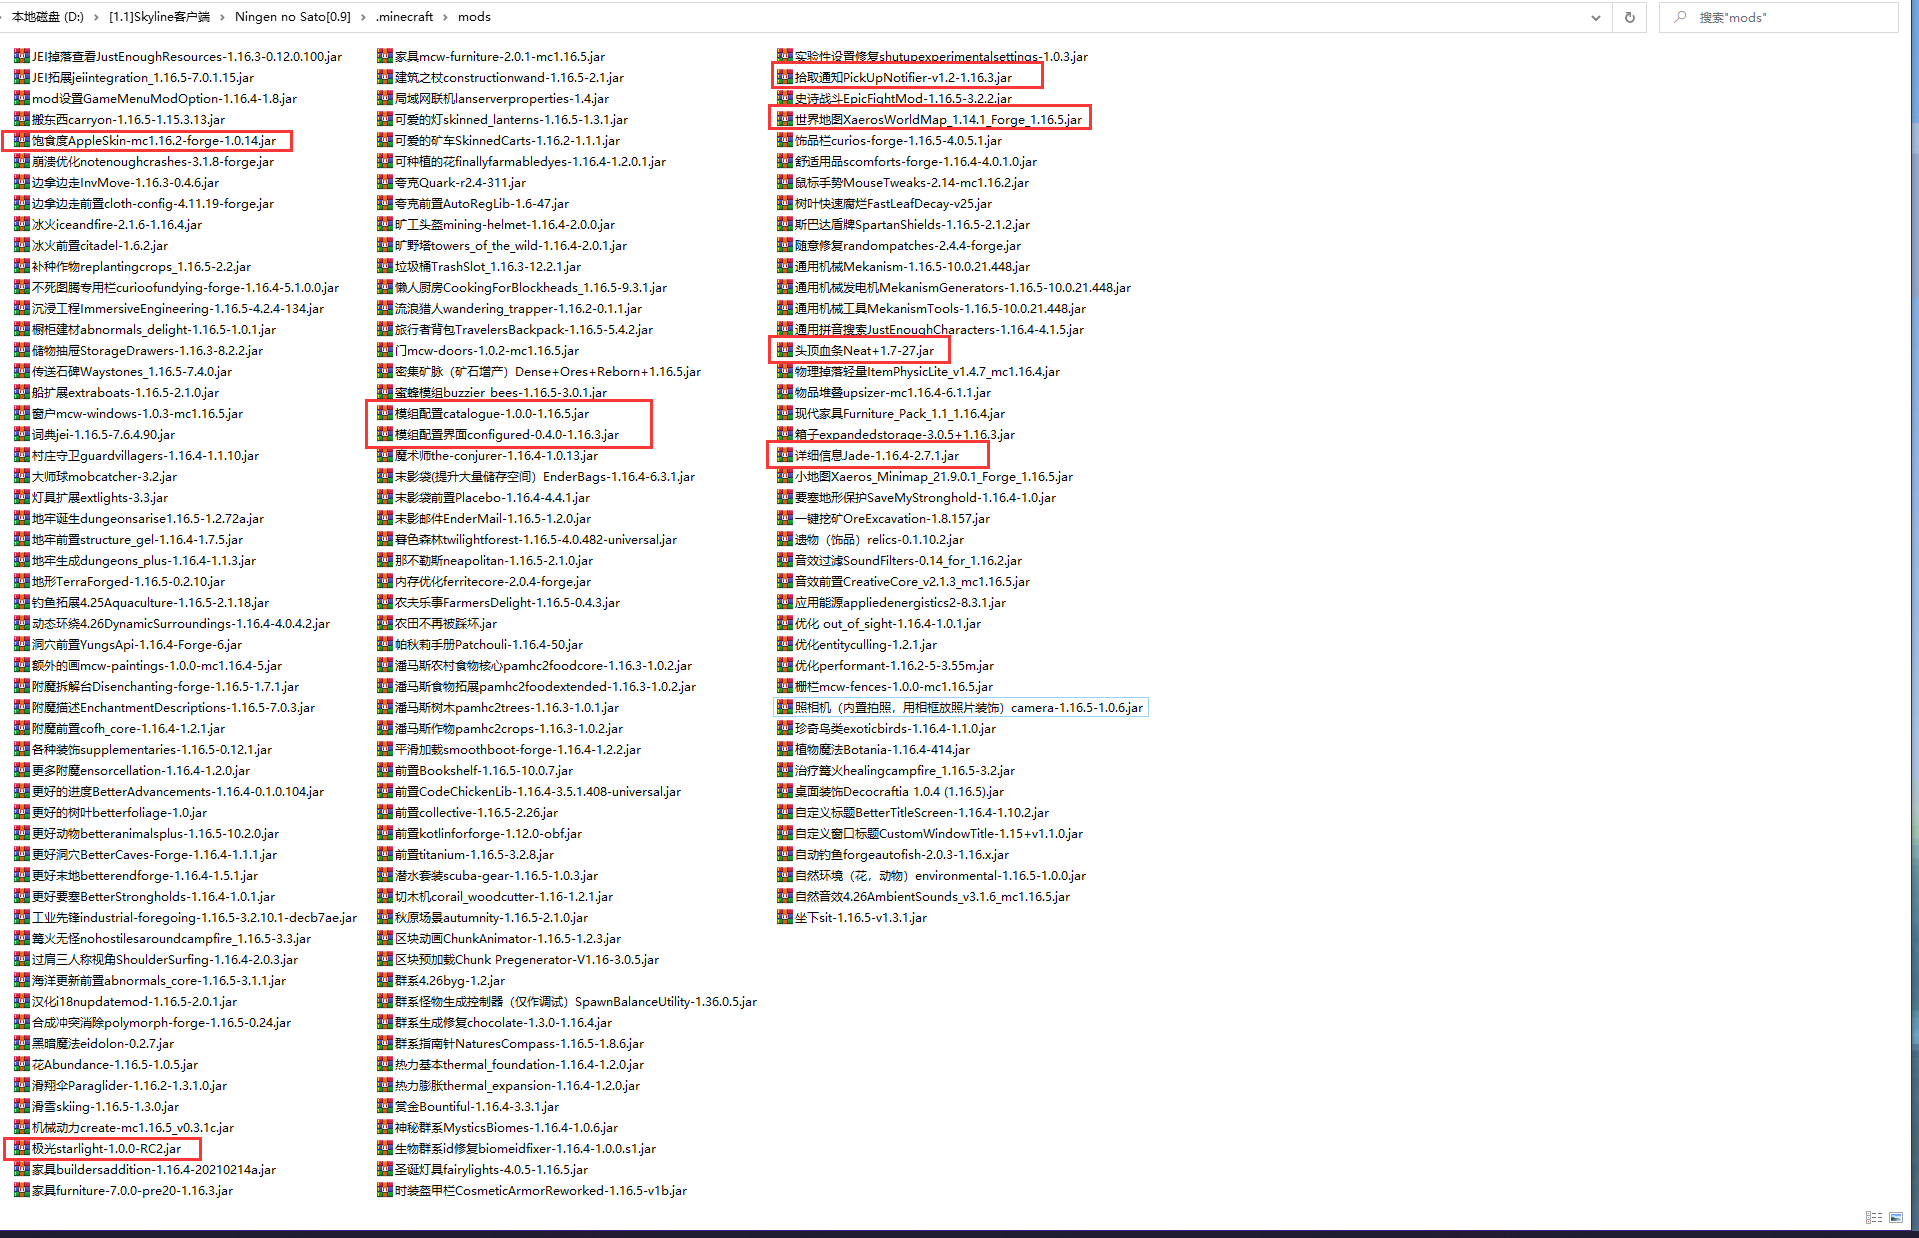 本地磁盘 (D:) › [1.1]Skyline客户端 › Ningen no Sato[0.9] › .minecraft › mods
搜索"mods"
JEI掉落查看JustEnoughResources-1.16.3-0.12.0.100.jar
JEI拓展jeiintegration_1.16.5-7.0.1.15.jar
mod设置GameMenuModOption-1.16.4-1.8.jar
搬东西carryon-1.16.5-1.15.3.13.jar
饱食度AppleSkin-mc1.16.2-forge-1.0.14.jar
崩溃优化notenoughcrashes-3.1.8-forge.jar
边拿边走InvMove-1.16.3-0.4.6.jar
边拿边走前置cloth-config-4.11.19-forge.jar
冰火iceandfire-2.1.6-1.16.4.jar
冰火前置citadel-1.6.2.jar
补种作物replantingcrops_1.16.5-2.2.jar
不死图腾专用栏curioofundying-forge-1.16.4-5.1.0.0.jar
沉浸工程ImmersiveEngineering-1.16.5-4.2.4-134.jar
橱柜建材abnormals_delight-1.16.5-1.0.1.jar
储物抽屉StorageDrawers-1.16.3-8.2.2.jar
传送石碑Waystones_1.16.5-7.4.0.jar
船扩展extraboats-1.16.5-2.1.0.jar
窗户mcw-windows-1.0.3-mc1.16.5.jar
词典jei-1.16.5-7.6.4.90.jar
村庄守卫guardvillagers-1.16.4-1.1.10.jar
大师球mobcatcher-3.2.jar
灯具扩展extlights-3.3.jar
地牢诞生dungeonsarise1.16.5-1.2.72a.jar
地牢前置structure_gel-1.16.4-1.7.5.jar
地牢生成dungeons_plus-1.16.4-1.1.3.jar
地形TerraForged-1.16.5-0.2.10.jar
钓鱼拓展4.25Aquaculture-1.16.5-2.1.18.jar
动态环绕4.26DynamicSurroundings-1.16.4-4.0.4.2.jar
洞穴前置YungsApi-1.16.4-Forge-6.jar
额外的画mcw-paintings-1.0.0-mc1.16.4-5.jar
附魔拆解台Disenchanting-forge-1.16.5-1.7.1.jar
附魔描述EnchantmentDescriptions-1.16.5-7.0.3.jar
附魔前置cofh_core-1.16.4-1.2.1.jar
各种装饰supplementaries-1.16.5-0.12.1.jar
更多附魔ensorcellation-1.16.4-1.2.0.jar
更好的进度BetterAdvancements-1.16.4-0.1.0.104.jar
更好的树叶betterfoliage-1.0.jar
更好动物betteranimalsplus-1.16.5-10.2.0.jar
更好洞穴BetterCaves-Forge-1.16.4-1.1.1.jar
更好末地betterendforge-1.16.4-1.5.1.jar
更好要塞BetterStrongholds-1.16.4-1.0.1.jar
工业先锋industrial-foregoing-1.16.5-3.2.10.1-decb7ae.jar
篝火无怪nohostilesaroundcampfire_1.16.5-3.3.jar
过肩三人称视角ShoulderSurfing-1.16.4-2.0.3.jar
海洋更新前置abnormals_core-1.16.5-3.1.1.jar
汉化i18nupdatemod-1.16.5-2.0.1.jar
合成冲突消除polymorph-forge-1.16.5-0.24.jar
黑暗魔法eidolon-0.2.7.jar
花Abundance-1.16.5-1.0.5.jar
滑翔伞Paraglider-1.16.2-1.3.1.0.jar
滑雪skiing-1.16.5-1.3.0.jar
机械动力create-mc1.16.5_v0.3.1c.jar
极光starlight-1.0.0-RC2.jar
家具buildersaddition-1.16.4-20210214a.jar
家具furniture-7.0.0-pre20-1.16.3.jar
家具mcw-furniture-2.0.1-mc1.16.5.jar
建筑之杖constructionwand-1.16.5-2.1.jar
局域网联机lanserverproperties-1.4.jar
可爱的灯skinned_lanterns-1.16.5-1.3.1.jar
可爱的矿车SkinnedCarts-1.16.2-1.1.1.jar
可种植的花finallyfarmabledyes-1.16.4-1.2.0.1.jar
夸克Quark-r2.4-311.jar
夸克前置AutoRegLib-1.6-47.jar
旷工头盔mining-helmet-1.16.4-2.0.0.jar
旷野塔towers_of_the_wild-1.16.4-2.0.1.jar
垃圾桶TrashSlot_1.16.3-12.2.1.jar
懒人厨房CookingForBlockheads_1.16.5-9.3.1.jar
流浪猎人wandering_trapper-1.16.2-0.1.1.jar
旅行者背包TravelersBackpack-1.16.5-5.4.2.jar
门mcw-doors-1.0.2-mc1.16.5.jar
密集矿脉（矿石增产）Dense+Ores+Reborn+1.16.5.jar
蜜蜂模组buzzier_bees-1.16.5-3.0.1.jar
模组配置catalogue-1.0.0-1.16.5.jar
模组配置界面configured-0.4.0-1.16.3.jar
魔术师the-conjurer-1.16.4-1.0.13.jar
末影袋(提升大量储存空间）EnderBags-1.16.4-6.3.1.jar
末影袋前置Placebo-1.16.4-4.4.1.jar
末影邮件EnderMail-1.16.5-1.2.0.jar
暮色森林twilightforest-1.16.5-4.0.482-universal.jar
那不勒斯neapolitan-1.16.5-2.1.0.jar
内存优化ferritecore-2.0.4-forge.jar
农夫乐事FarmersDelight-1.16.5-0.4.3.jar
农田不再被踩坏.jar
帕秋莉手册Patchouli-1.16.4-50.jar
潘马斯农村食物核心pamhc2foodcore-1.16.3-1.0.2.jar
潘马斯食物拓展pamhc2foodextended-1.16.3-1.0.2.jar
潘马斯树木pamhc2trees-1.16.3-1.0.1.jar
潘马斯作物pamhc2crops-1.16.3-1.0.2.jar
平滑加载smoothboot-forge-1.16.4-1.2.2.jar
前置Bookshelf-1.16.5-10.0.7.jar
前置CodeChickenLib-1.16.4-3.5.1.408-universal.jar
前置collective-1.16.5-2.26.jar
前置kotlinforforge-1.12.0-obf.jar
前置titanium-1.16.5-3.2.8.jar
潜水套装scuba-gear-1.16.5-1.0.3.jar
切木机corail_woodcutter-1.16-1.2.1.jar
秋原场景autumnity-1.16.5-2.1.0.jar
区块动画ChunkAnimator-1.16.5-1.2.3.jar
区块预加载Chunk Pregenerator-V1.16-3.0.5.jar
群系4.26byg-1.2.jar
群系怪物生成控制器（仅作调试）SpawnBalanceUtility-1.36.0.5.jar
群系生成修复chocolate-1.3.0-1.16.4.jar
群系指南针NaturesCompass-1.16.5-1.8.6.jar
热力基本thermal_foundation-1.16.4-1.2.0.jar
热力膨胀thermal_expansion-1.16.4-1.2.0.jar
赏金Bountiful-1.16.4-3.3.1.jar
神秘群系MysticsBiomes-1.16.4-1.0.6.jar
生物群系id修复biomeidfixer-1.16.4-1.0.0.s1.jar
圣诞灯具fairylights-4.0.5-1.16.5.jar
时装盔甲栏CosmeticArmorReworked-1.16.5-v1b.jar
实验性设置修复shutupexperimentalsettings-1.0.3.jar
拾取通知PickUpNotifier-v1.2-1.16.3.jar
史诗战斗EpicFightMod-1.16.5-3.2.2.jar
世界地图XaerosWorldMap_1.14.1_Forge_1.16.5.jar
饰品栏curios-forge-1.16.5-4.0.5.1.jar
舒适用品scomforts-forge-1.16.4-4.0.1.0.jar
鼠标手势MouseTweaks-2.14-mc1.16.2.jar
树叶快速腐烂FastLeafDecay-v25.jar
斯巴达盾牌SpartanShields-1.16.5-2.1.2.jar
随意修复randompatches-2.4.4-forge.jar
通用机械Mekanism-1.16.5-10.0.21.448.jar
通用机械发电机MekanismGenerators-1.16.5-10.0.21.448.jar
通用机械工具MekanismTools-1.16.5-10.0.21.448.jar
通用拼音搜索JustEnoughCharacters-1.16.4-4.1.5.jar
头顶血条Neat+1.7-27.jar
物理掉落轻量ItemPhysicLite_v1.4.7_mc1.16.4.jar
物品堆叠upsizer-mc1.16.4-6.1.1.jar
现代家具Furniture_Pack_1.1_1.16.4.jar
箱子expandedstorage-3.0.5+1.16.3.jar
详细信息Jade-1.16.4-2.7.1.jar
小地图Xaeros_Minimap_21.9.0.1_Forge_1.16.5.jar
要塞地形保护SaveMyStronghold-1.16.4-1.0.jar
一键挖矿OreExcavation-1.8.157.jar
遗物（饰品）relics-0.1.10.2.jar
音效过滤SoundFilters-0.14_for_1.16.2.jar
音效前置CreativeCore_v2.1.3_mc1.16.5.jar
应用能源appliedenergistics2-8.3.1.jar
优化 out_of_sight-1.16.4-1.0.1.jar
优化entityculling-1.2.1.jar
优化performant-1.16.2-5-3.55m.jar
栅栏mcw-fences-1.0.0-mc1.16.5.jar
照相机（内置拍照，用相框放照片装饰）camera-1.16.5-1.0.6.jar
珍奇鸟类exoticbirds-1.16.4-1.1.0.jar
植物魔法Botania-1.16.4-414.jar
治疗篝火healingcampfire_1.16.5-3.2.jar
桌面装饰Decocraftia 1.0.4 (1.16.5).jar
自定义标题BetterTitleScreen-1.16.4-1.10.2.jar
自定义窗口标题CustomWindowTitle-1.15+v1.1.0.jar
自动钓鱼forgeautofish-2.0.3-1.16.x.jar
自然环境（花，动物）environmental-1.16.5-1.0.0.jar
自然音效4.26AmbientSounds_v3.1.6_mc1.16.5.jar
坐下sit-1.16.5-v1.3.1.jar